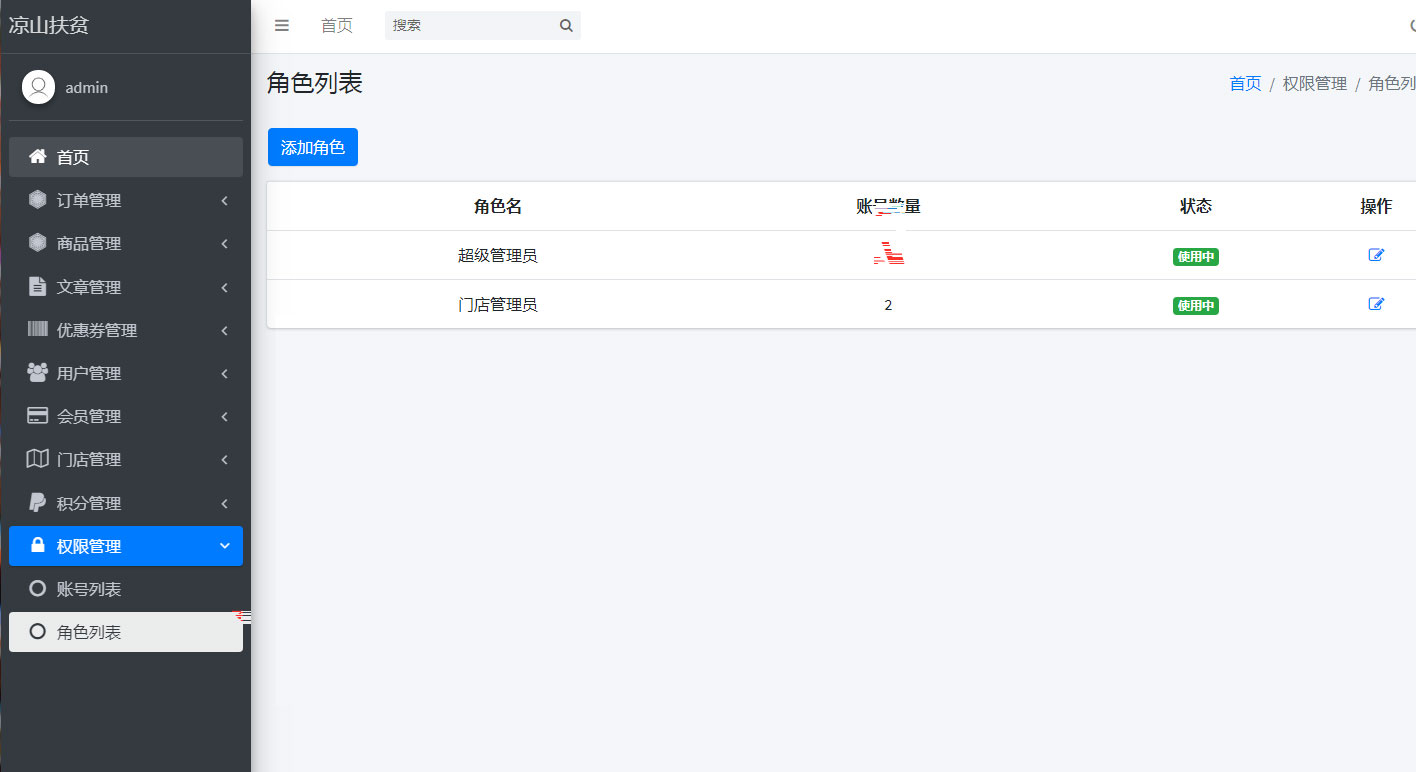 凉山扶贫
首页
搜索
admin
角色列表
首页 / 权限管理 / 角色列
添加角色
首页
订单管理
商品管理
文章管理
优惠券管理
用户管理
会员管理
门店管理
积分管理
权限管理
账号列表
角色列表
角色名 账号数量 状态 操作
超级管理员 使用中
门店管理员 2 使用中